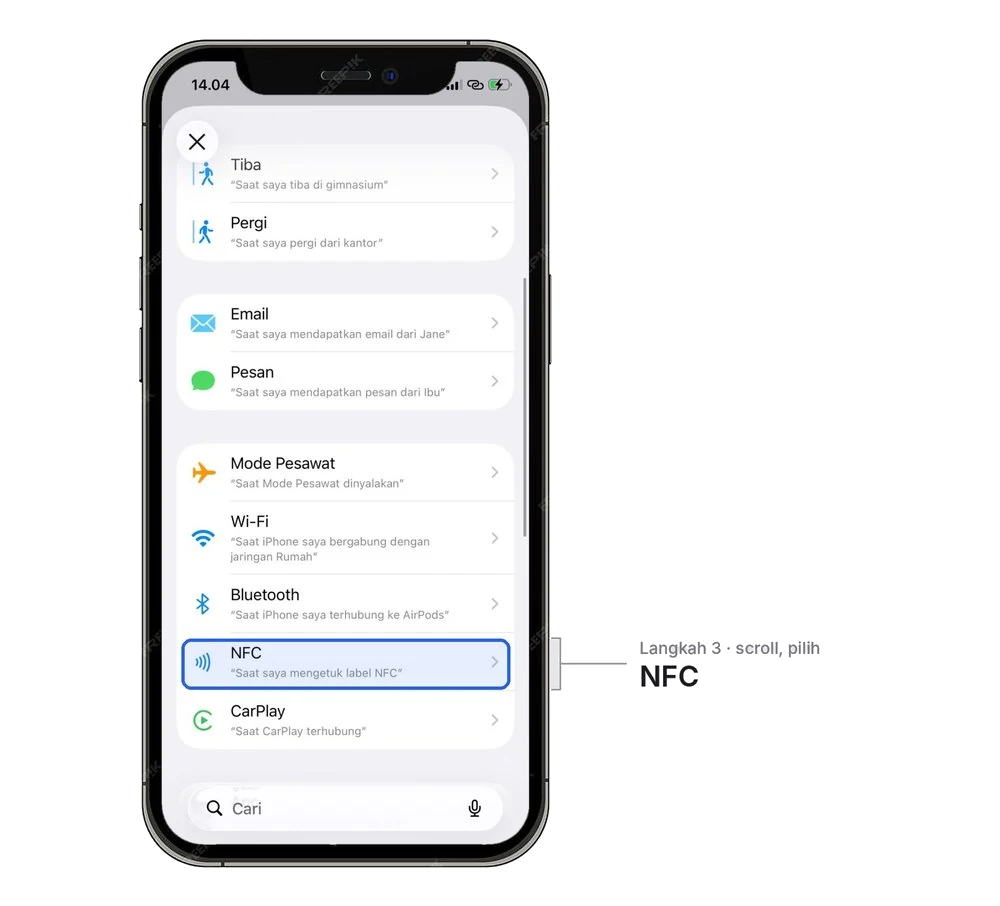 14.04
Tiba
“Saat saya tiba di gimnasium”
Pergi
“Saat saya pergi dari kantor”
Email
“Saat saya mendapatkan email dari Jane”
Pesan
“Saat saya mendapatkan pesan dari Ibu”
Mode Pesawat
“Saat Mode Pesawat dinyalakan”
Wi-Fi
“Saat iPhone saya bergabung dengan
jaringan Rumah”
Bluetooth
“Saat iPhone saya terhubung ke AirPods”
NFC
“Saat saya mengetuk label NFC”
Langkah 3 · scroll, pilih
NFC
CarPlay
“Saat CarPlay terhubung”
Cari